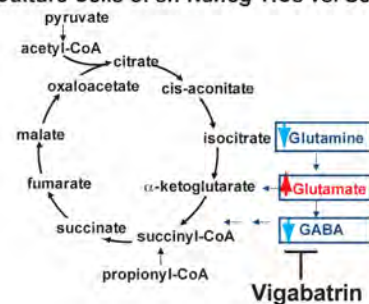 pyruvate
acetyl-CoA
citrate
oxaloacetate
cis-aconitate
malate
isocitrate
Glutamine
fumarate
α-ketoglutarate
Glutamate
succinate
succinyl-CoA
GABA
propionyl-CoA
Vigabatrin